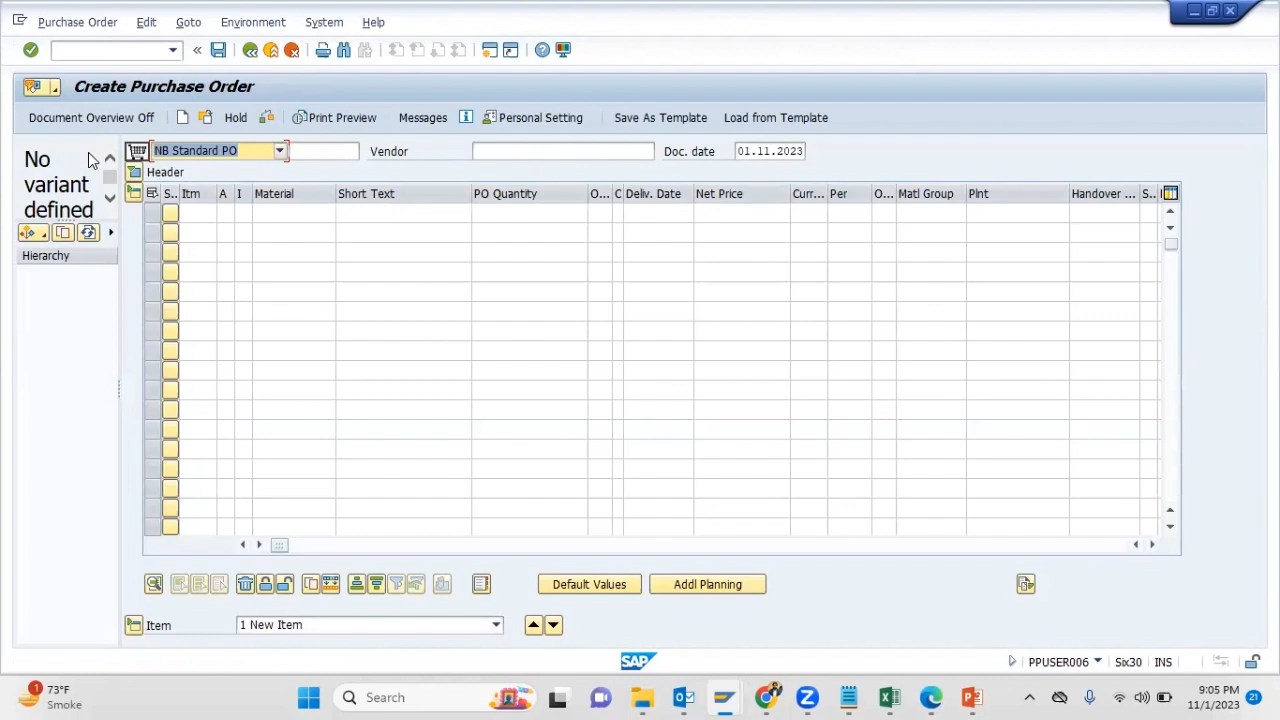 Purchase Order Edit Goto Environment System Help
Create Purchase Order
Document Overview Off Hold Print Preview Messages Personal Setting Save As Template Load from Template
No
variant
defined
NB Standard PO Vendor Doc. date 01.11.2023
Header
S.. Itm A I Material Short Text PO Quantity O... C Deliv. Date Net Price Curr... Per O... Matl Group Plnt Handover ... S..
Hierarchy
Default Values Addl Planning
Item 1 New Item
SAP PPUSER006 Six30 INS
73°F
Smoke
1
Search
9:05 PM
11/1/2023
21